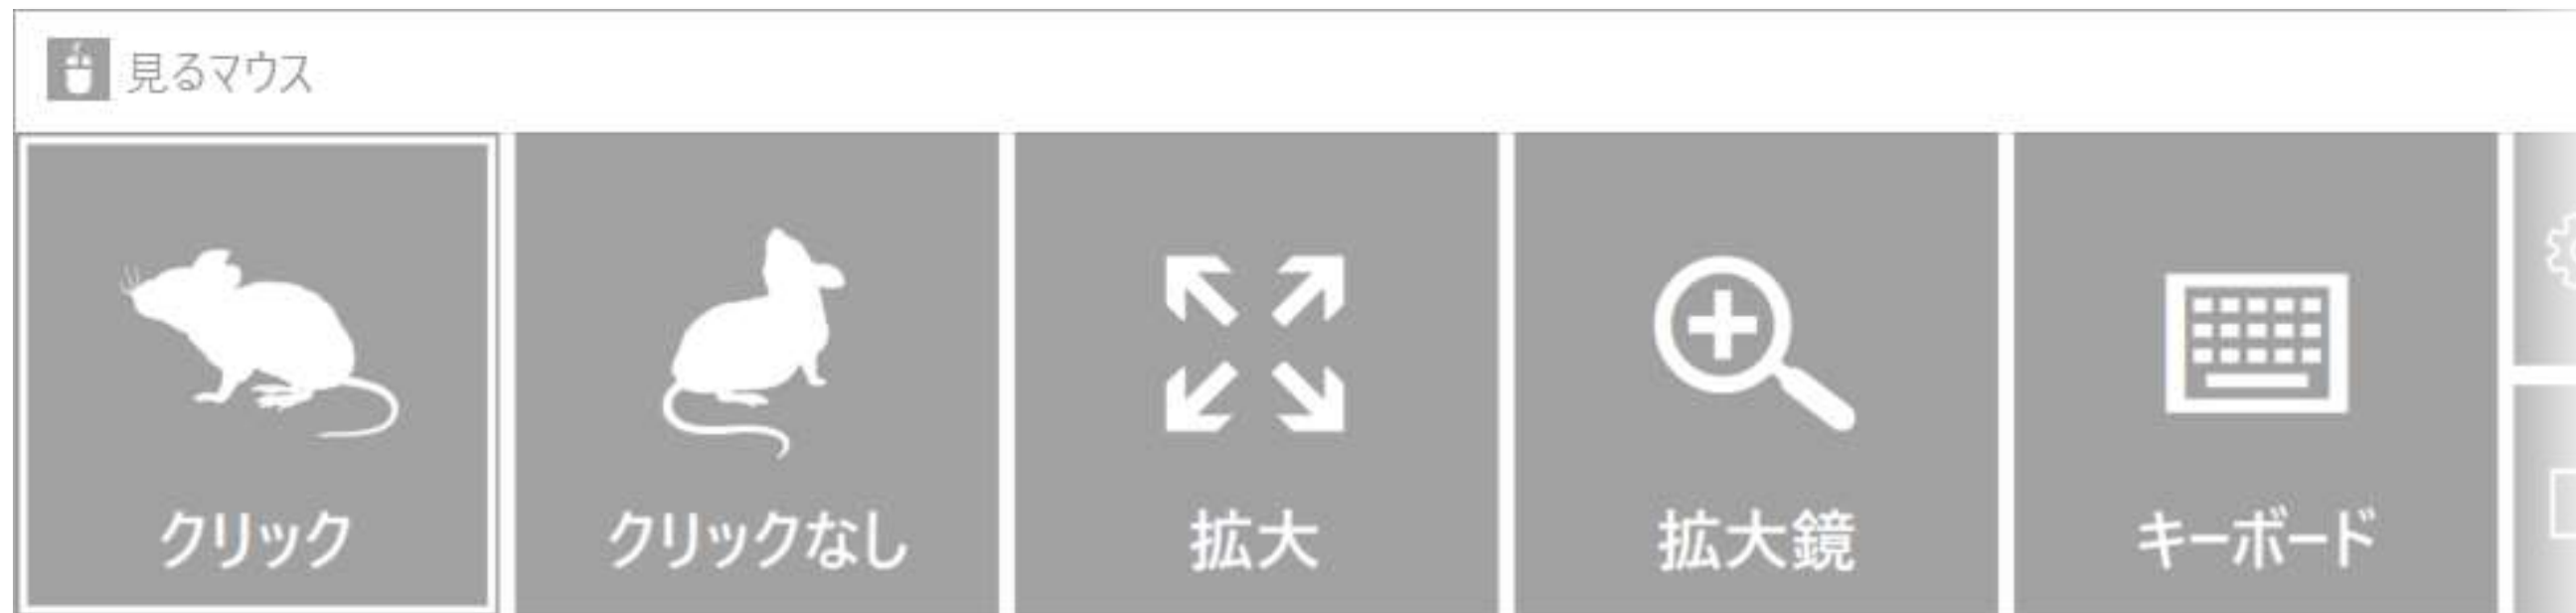 見るマウス
クリック
クリックなし
拡大
拡大鏡
キーボード